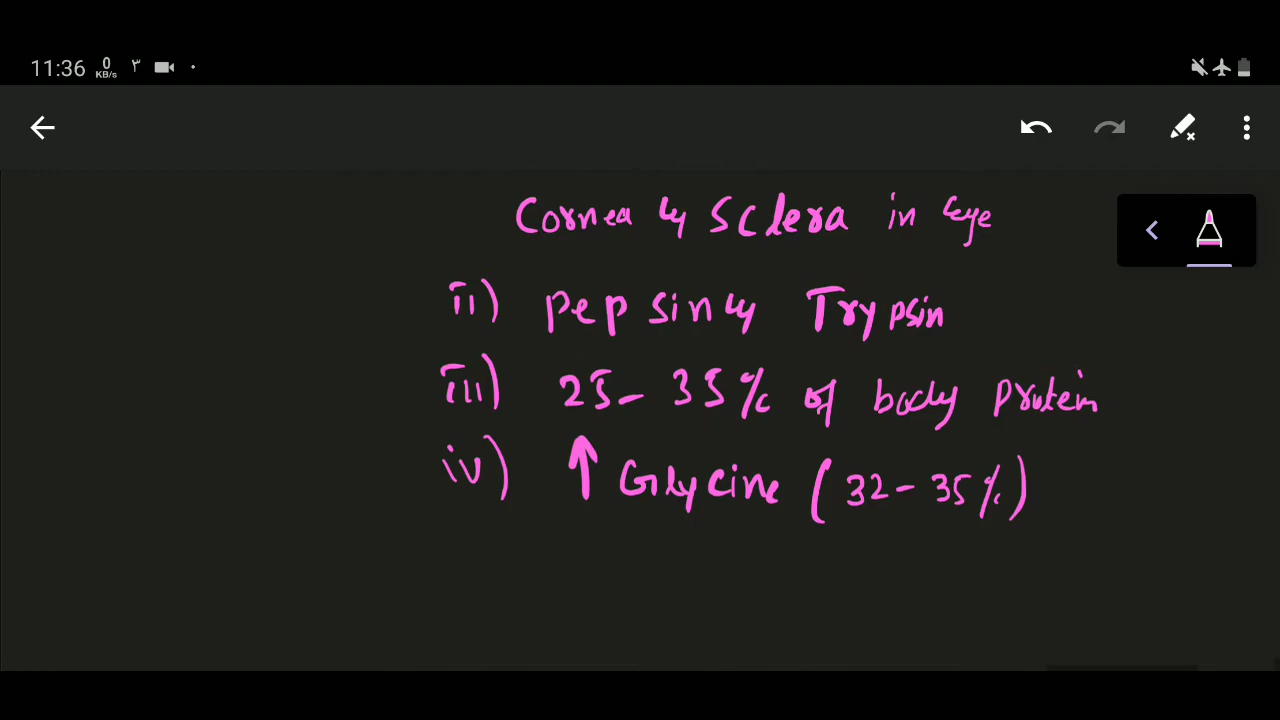 11:36 0 KB/s ٣
Cornea & Sclera in eye
ii) Pepsin & Trypsin
iii) 25-35% of body protein
iv) ↑ Glycine (32-35%)